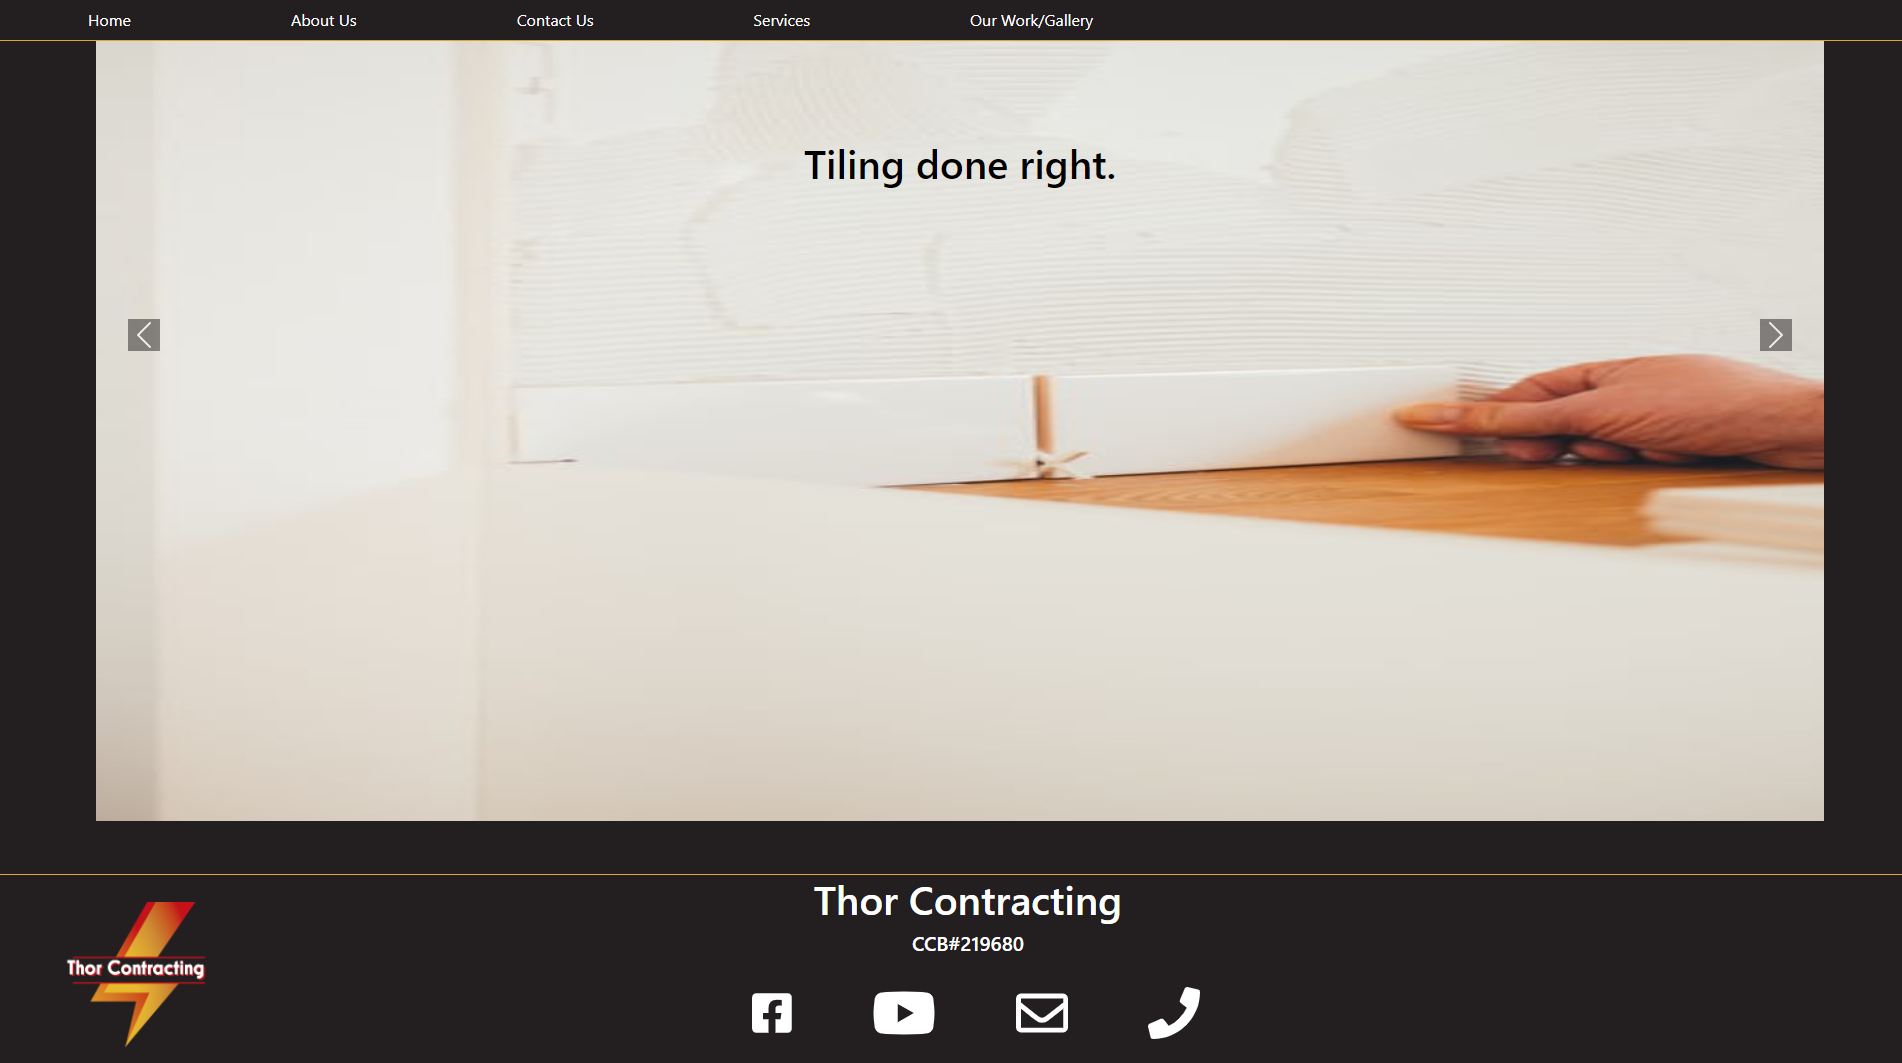 Home
About Us
Contact Us
Services
Our Work/Gallery
Tiling done right.
Thor Contracting
CCB#219680
Thor Contracting